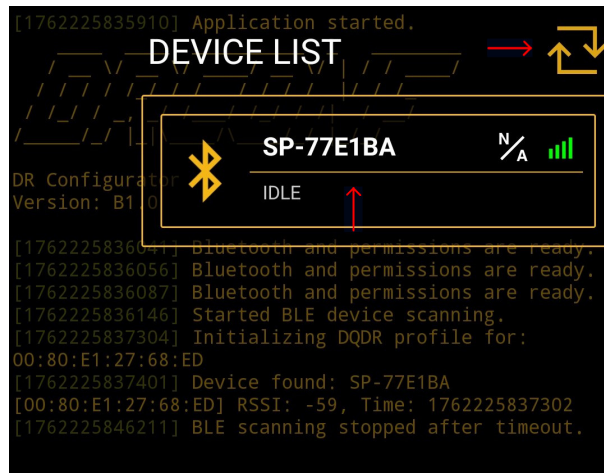 [1762225835910] Application started.
DEVICE LIST
SP-77E1BA
N/A
IDLE
DR Configurator
Version: B1.0
[1762225836041] Bluetooth and permissions are ready.
[1762225836056] Bluetooth and permissions are ready.
[1762225836087] Bluetooth and permissions are ready.
[1762225836146] Started BLE device scanning.
[1762225837304] Initializing DQDR profile for:
00:80:E1:27:68:ED
[1762225837401] Device found: SP-77E1BA
[00:80:E1:27:68:ED] RSSI: -59, Time: 1762225837302
[1762225846211] BLE scanning stopped after timeout.